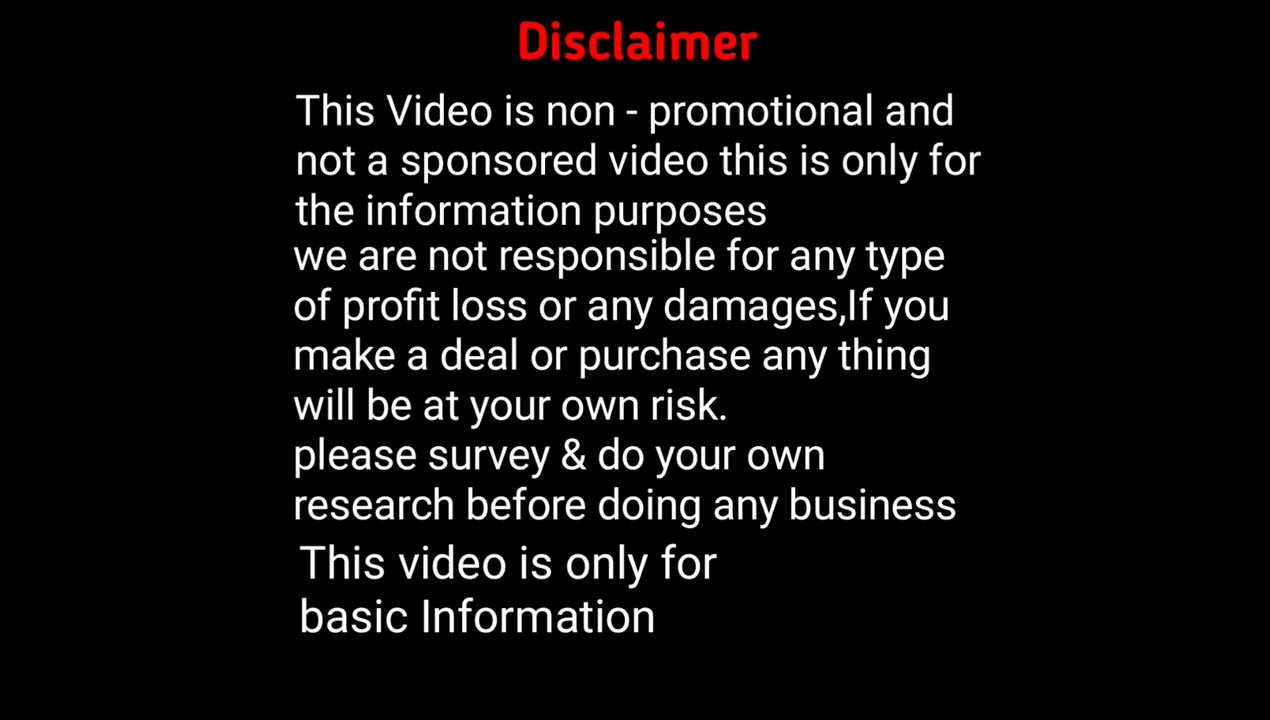 Disclaimer
This Video is non - promotional and
not a sponsored video this is only for
the information purposes
we are not responsible for any type
of profit loss or any damages,If you
make a deal or purchase any thing
will be at your own risk.
please survey & do your own
research before doing any business
This video is only for
basic Information